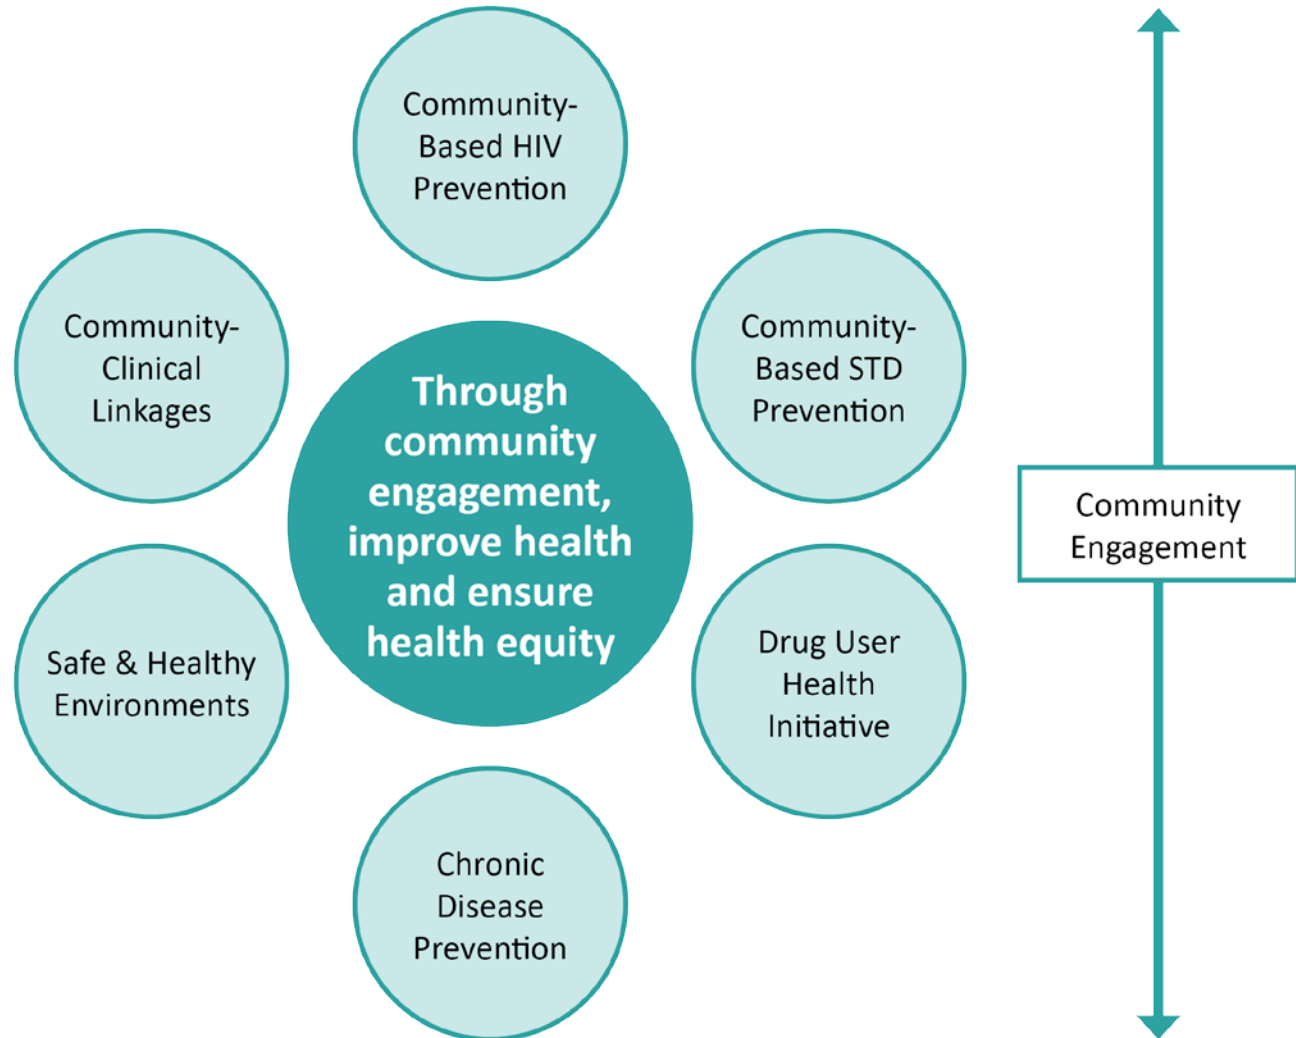 Community-
Based HIV
Prevention
Community-
Clinical
Linkages
Community-
Based STD
Prevention
Through
community
engagement,
improve health
and ensure
health equity
Community
Engagement
Safe & Healthy
Environments
Drug User
Health
Initiative
Chronic
Disease
Prevention